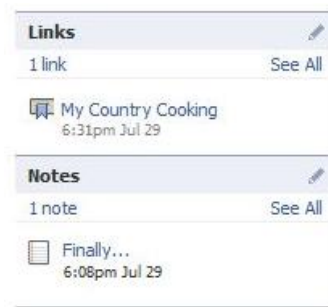 Links
1 link See All
My Country Cooking
6:31pm Jul 29
Notes
1 note See All
Finally...
6:08pm Jul 29